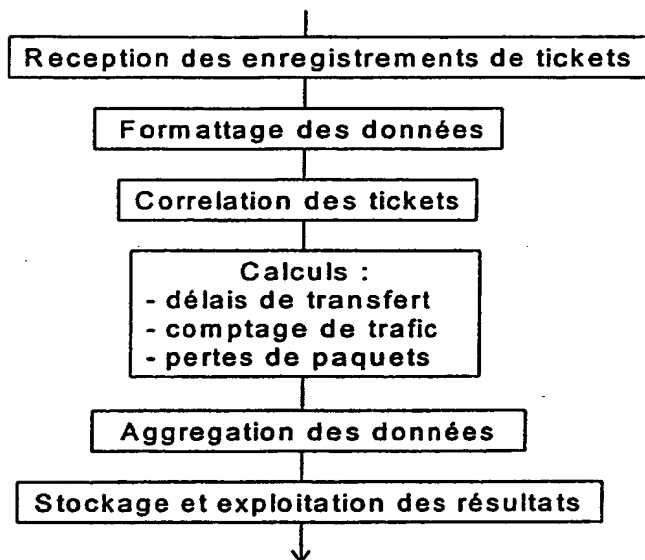 Reception des enregistrements de tickets
Formattage des données
Correlation des tickets
Calculs :
- délais de transfert
- comptage de trafic
- pertes de paquets
Aggregation des données
Stockage et exploitation des résultats